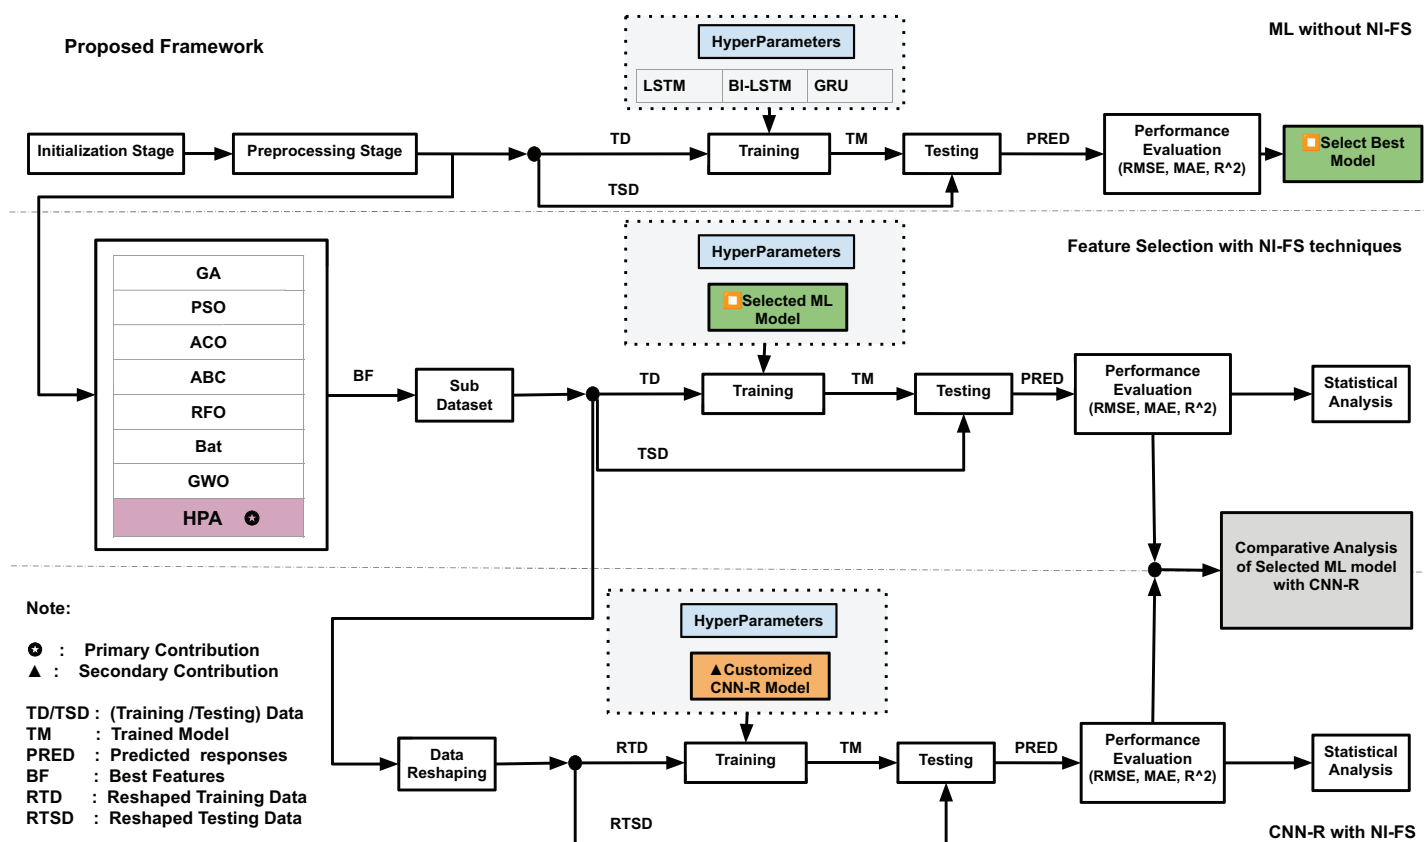 Proposed Framework
ML without NI-FS
HyperParameters
LSTM
BI-LSTM
GRU
Initialization Stage
Preprocessing Stage
TD
TSD
Training
TM
Testing
PRED
Performance
Evaluation
(RMSE, MAE, R^2)
Select Best
Model
Feature Selection with NI-FS techniques
HyperParameters
Selected ML
Model
GA
PSO
ACO
ABC
RFO
Bat
GWO
HPA
BF
Sub
Dataset
TD
TSD
Training
TM
Testing
PRED
Performance
Evaluation
(RMSE, MAE, R^2)
Statistical
Analysis
Comparative Analysis
of Selected ML model
with CNN-R
Note:
: Primary Contribution
▲ : Secondary Contribution
TD/TSD : (Training /Testing) Data
TM : Trained Model
PRED : Predicted responses
BF : Best Features
RTD : Reshaped Training Data
RTSD : Reshaped Testing Data
HyperParameters
▲Customized
CNN-R Model
Data
Reshaping
RTD
RTSD
Training
TM
Testing
PRED
Performance
Evaluation
(RMSE, MAE, R^2)
Statistical
Analysis
CNN-R with NI-FS